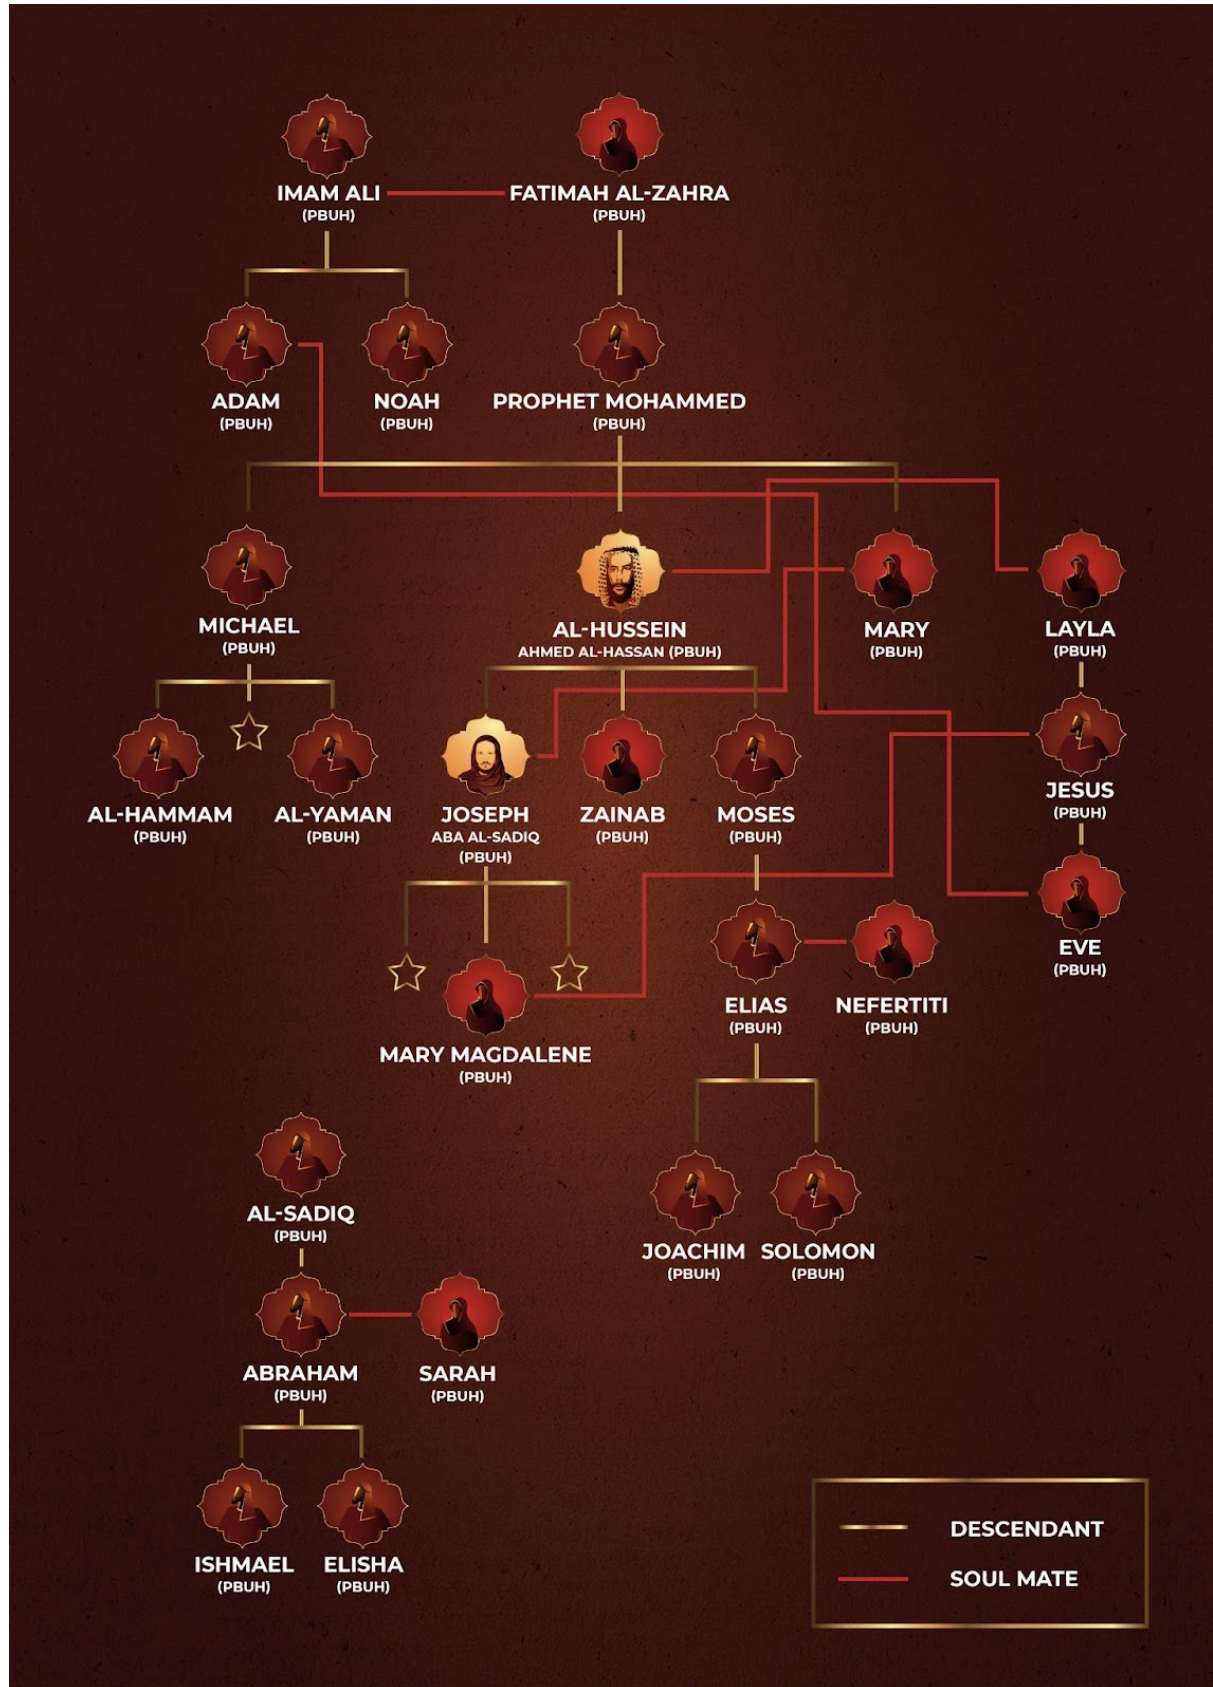 IMAM ALI
(PBUH)
FATIMAH AL-ZAHRA
(PBUH)
ADAM
(PBUH)
NOAH
(PBUH)
PROPHET MOHAMMED
(PBUH)
MICHAEL
(PBUH)
AL-HUSSEIN
AHMED AL-HASSAN (PBUH)
MARY
(PBUH)
LAYLA
(PBUH)
AL-HAMMAM
(PBUH)
AL-YAMAN
(PBUH)
JOSEPH
ABA AL-SADIQ
(PBUH)
ZAINAB
(PBUH)
MOSES
(PBUH)
JESUS
(PBUH)
EVE
(PBUH)
MARY MAGDALENE
(PBUH)
ELIAS
(PBUH)
NEFERTITI
(PBUH)
JOACHIM
(PBUH)
SOLOMON
(PBUH)
AL-SADIQ
(PBUH)
ABRAHAM
(PBUH)
SARAH
(PBUH)
ISHMAEL
(PBUH)
ELISHA
(PBUH)
DESCENDANT
SOUL MATE